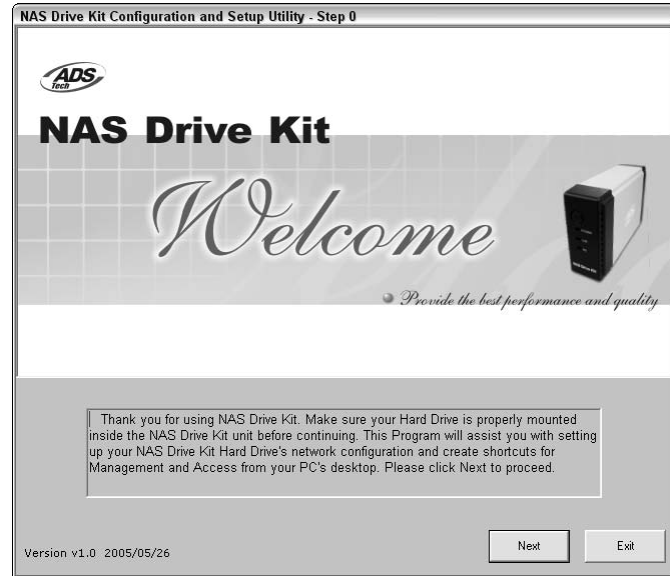 NAS Drive Kit Configuration and Setup Utility - Step 0
ADS
Tech
NAS Drive Kit
Welcome
Provide the best performance and quality
Thank you for using NAS Drive Kit. Make sure your Hard Drive is properly mounted
inside the NAS Drive Kit unit before continuing. This Program will assist you with setting
up your NAS Drive Kit Hard Drive's network configuration and create shortcuts for
Management and Access from your PC's desktop. Please click Next to proceed.
Version v1.0 2005/05/26
Next
Exit